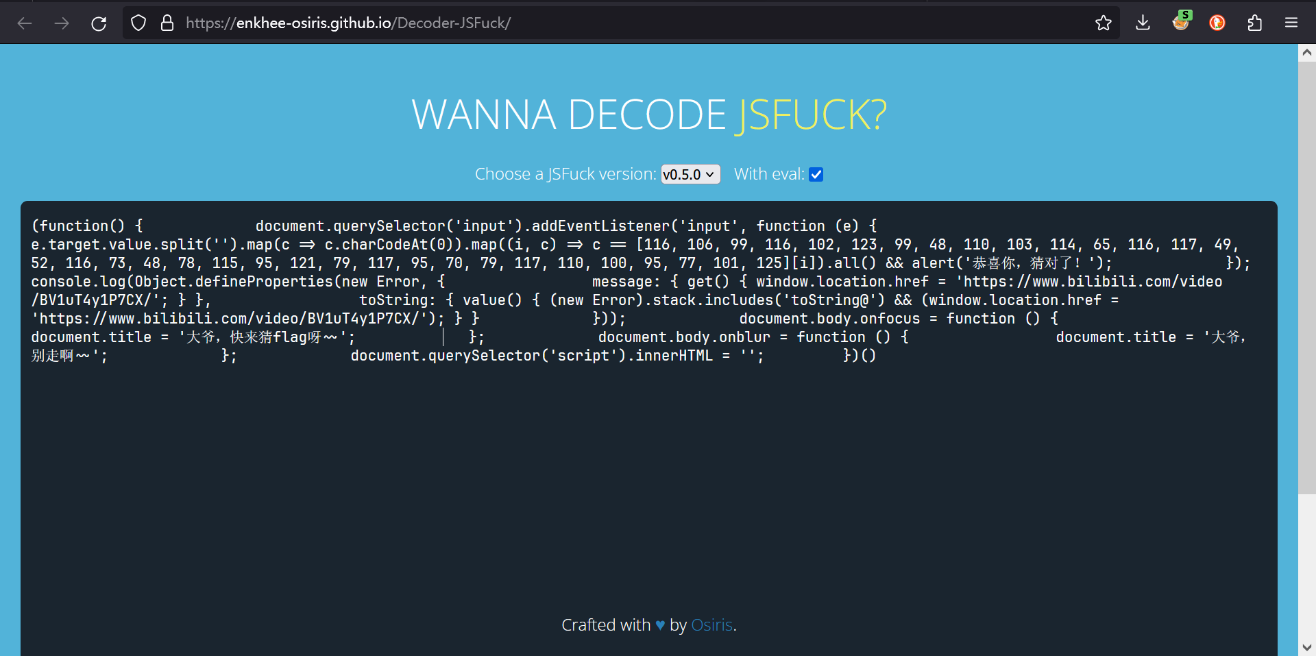 https://enkhee-osiris.github.io/Decoder-JSFuck/
S
WANNA DECODE JSFUCK?
Choose a JSFuck version: v0.5.0 With eval:
(function() { document.querySelector('input').addEventListener('input', function (e) {
e.target.value.split('').map(c => c.charCodeAt(0)).map((i, c) => c == [116, 106, 99, 116, 102, 123, 99, 48, 110, 103, 114, 65, 116, 117, 49,
52, 116, 73, 48, 78, 115, 95, 121, 79, 117, 95, 70, 79, 117, 110, 100, 95, 77, 101, 125][i]).all() && alert('恭喜你，猜对了！'); });
console.log(Object.defineProperties(new Error, { message: { get() { window.location.href = 'https://www.bilibili.com/video
/BV1uT4y1P7CX/'; } }, toString: { value() { (new Error).stack.includes('toString@') && (window.location.href =
'https://www.bilibili.com/video/BV1uT4y1P7CX/'); } } })); document.body.onfocus = function () {
document.title = '大爷，快来猜flag呀~~'; }; document.body.onblur = function () { document.title = '大爷，
别走啊~~'; }; document.querySelector('script').innerHTML = ''; })()
Crafted with ♥ by Osiris.